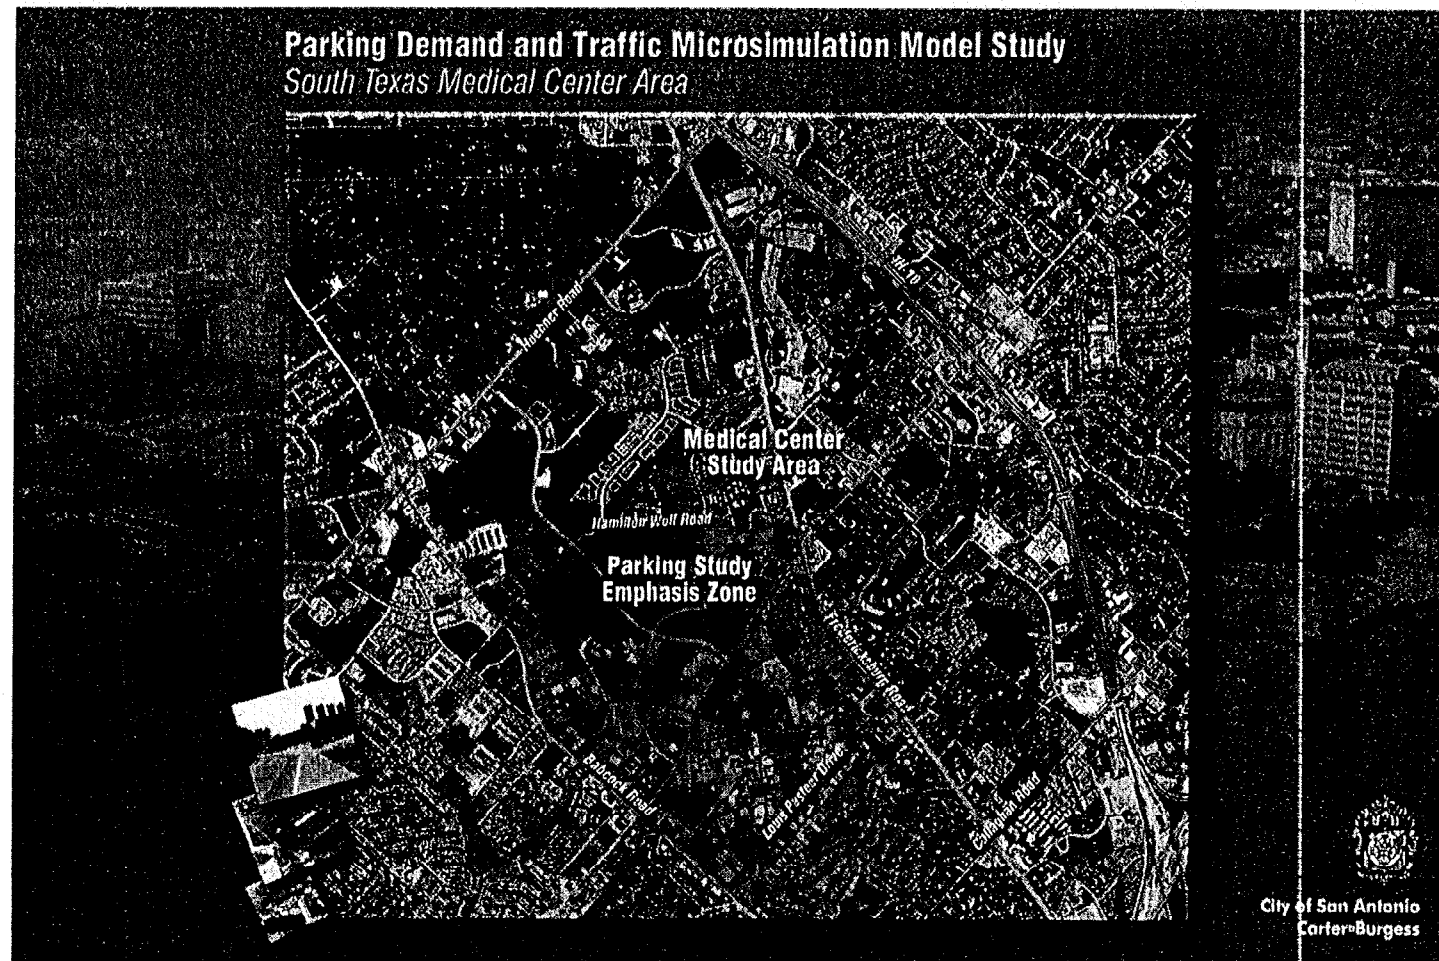 Parking Demand and Traffic Microsimulation Model Study
South Texas Medical Center Area
IH 10
Huebner Road
Medical Center
Study Area
Hamilton Wolf Road
Parking Study
Emphasis Zone
Fredericksburg Road
Babcock Road
Louis Pasteur Drive
Callaghan Road
City of San Antonio
Carter▫Burgess